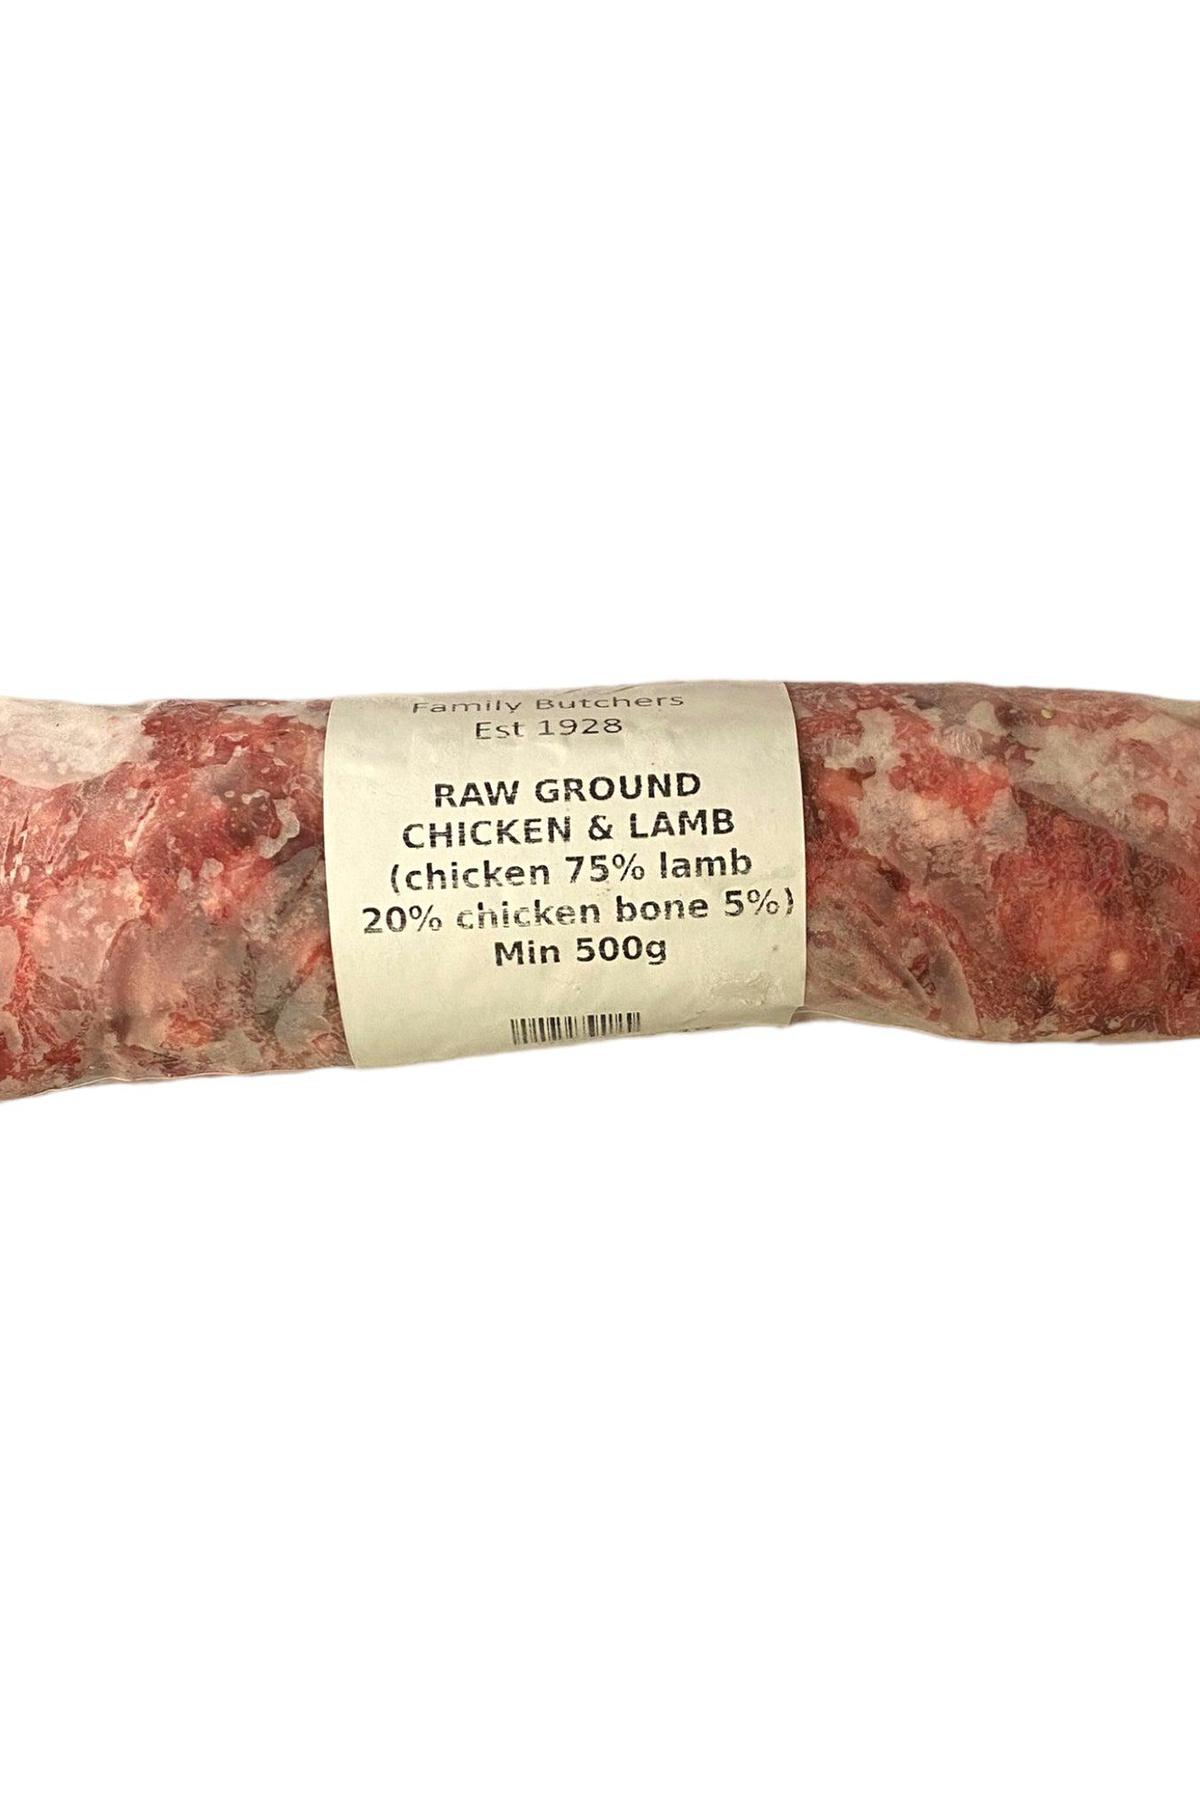 Family Butchers
Est 1928
RAW GROUND
CHICKEN & LAMB
(chicken 75% lamb
20% chicken bone 5%)
Min 500g